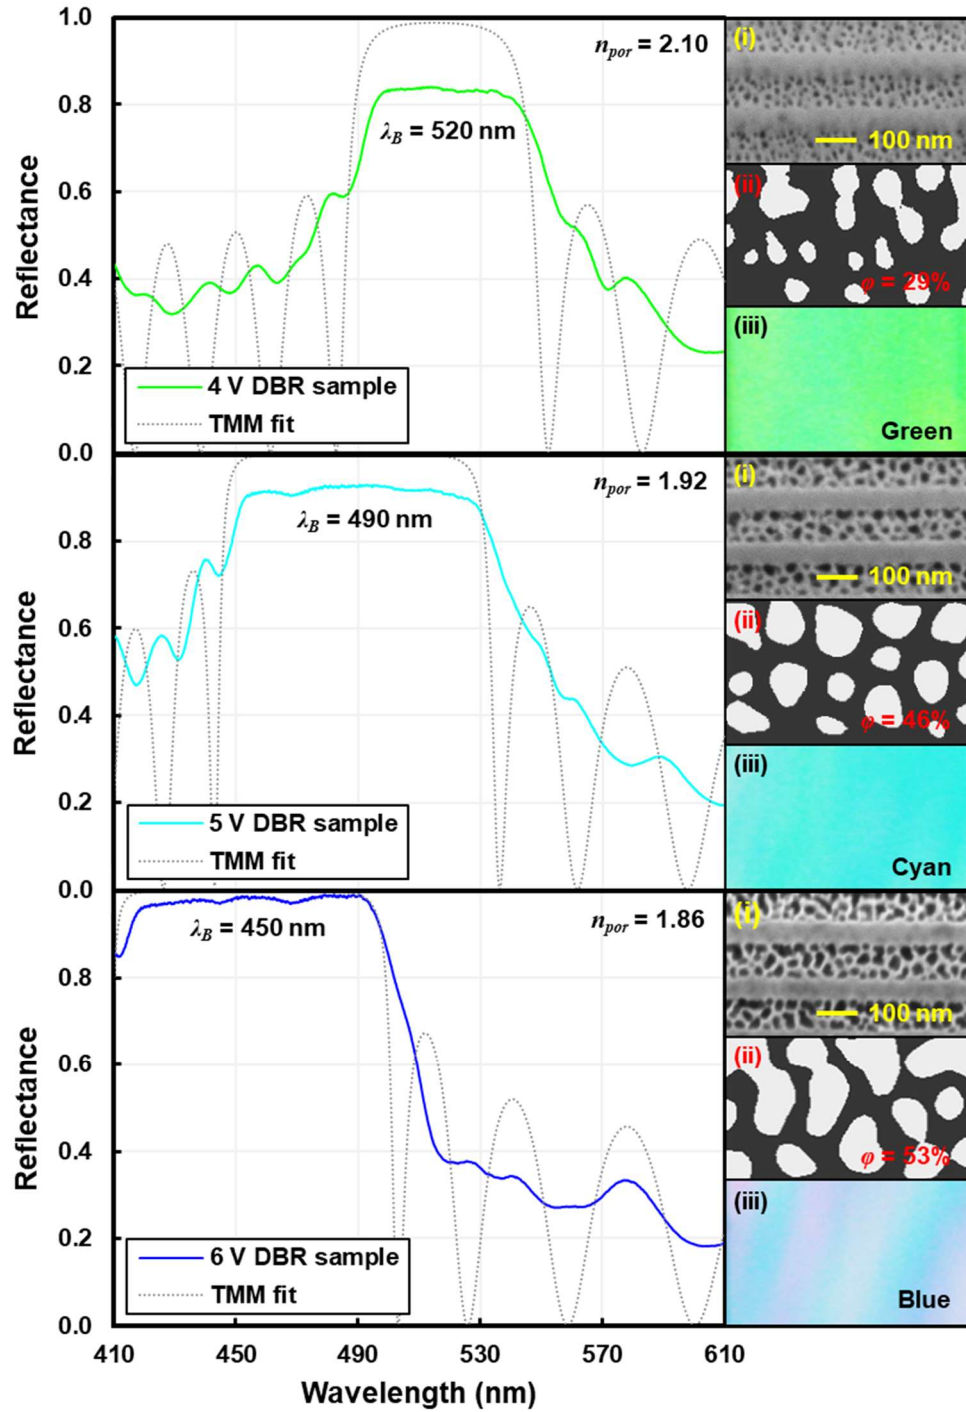 1.0
n_por = 2.10
0.8
λ_B = 520 nm
0.6
Reflectance
0.4
0.2
4 V DBR sample
TMM fit
0.0
(i)
100 nm
(ii)
φ = 29%
(iii)
Green
n_por = 1.92
λ_B = 490 nm
0.8
0.6
Reflectance
0.4
0.2
5 V DBR sample
TMM fit
0.0
(i)
100 nm
(ii)
φ = 46%
(iii)
Cyan
n_por = 1.86
λ_B = 450 nm
0.8
0.6
Reflectance
0.4
0.2
6 V DBR sample
TMM fit
0.0
(i)
100 nm
(ii)
φ = 53%
(iii)
Blue
410 450 490 530 570 610
Wavelength (nm)